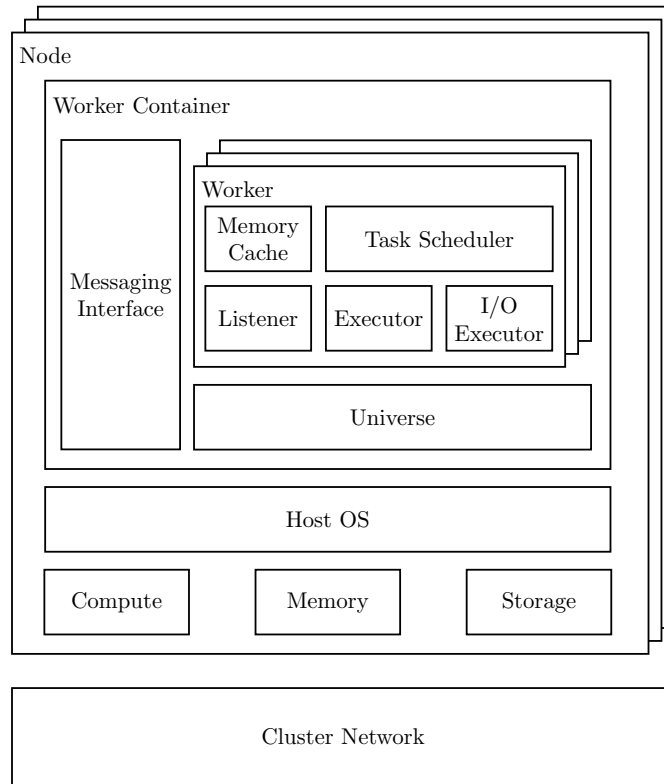 Node
Worker Container
Messaging
Interface
Worker
Memory
Cache
Task Scheduler
Listener
Executor
I/O
Executor
Universe
Host OS
Compute
Memory
Storage
Cluster Network